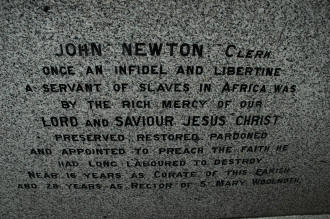 JOHN NEWTON, CLERK
ONCE AN INFIDEL AND LIBERTINE
A SERVANT OF SLAVES IN AFRICA WAS
BY THE RICH MERCY OF OUR
LORD AND SAVIOUR JESUS CHRIST
PRESERVED, RESTORED, PARDONED
AND APPOINTED TO PREACH THE FAITH HE
HAD LONG LABOURED TO DESTROY.
NEAR 16 YEARS AS CURATE OF THIS PARISH
AND 28 YEARS AS RECTOR OF ST MARY WOOLNOTH.